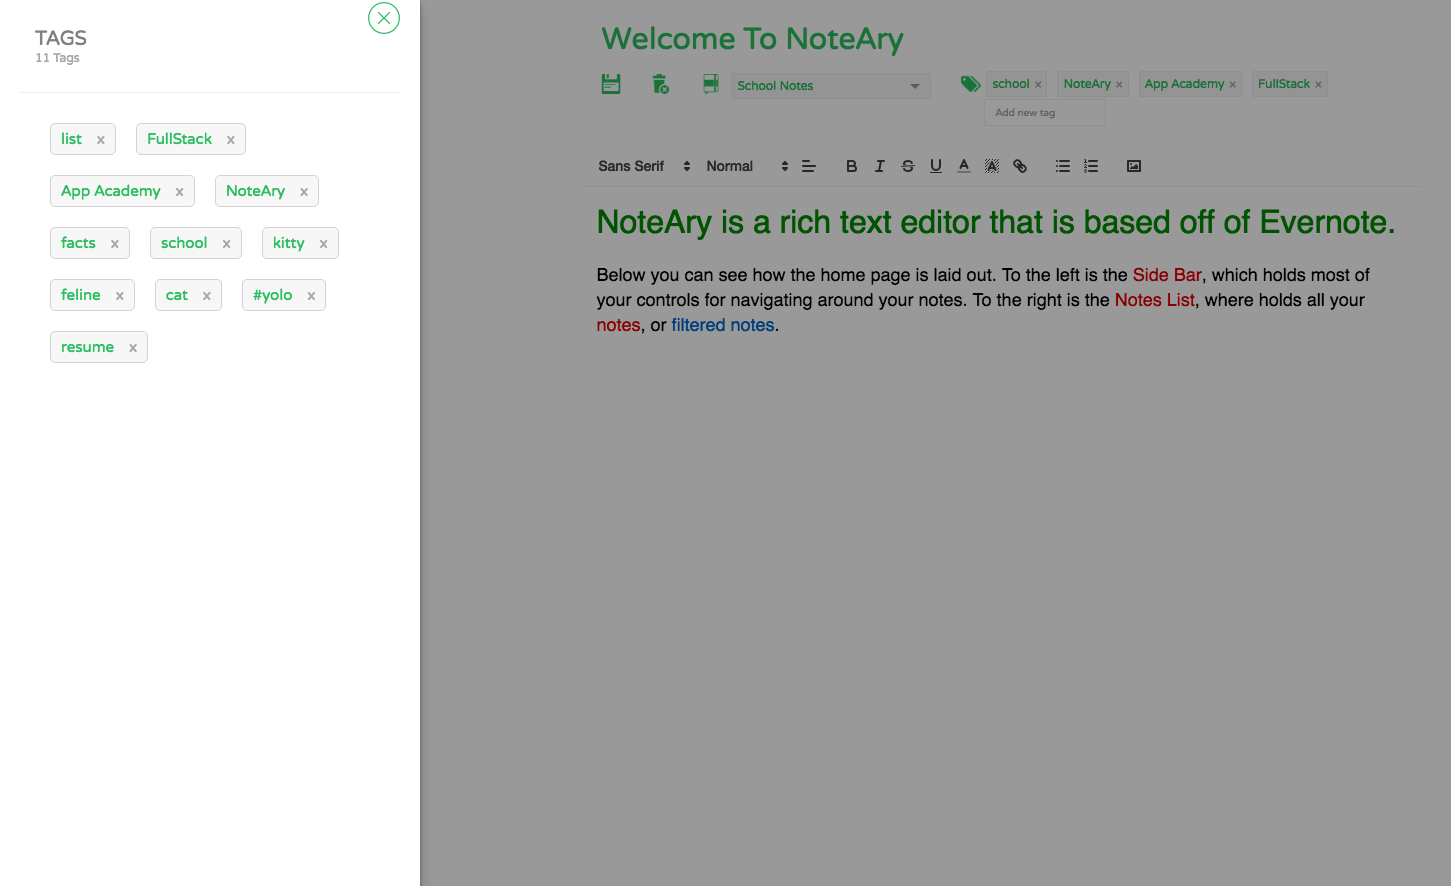 TAGS
11 Tags
list x FullStack x
App Academy x NoteAry x
facts x school x kitty x
feline x cat x #yolo x
resume x
Welcome To NoteAry
School Notes
school x NoteAry x App Academy x FullStack x
Add new tag
Sans Serif Normal B I S U A A
NoteAry is a rich text editor that is based off of Evernote.
Below you can see how the home page is laid out. To the left is the Side Bar, which holds most of
your controls for navigating around your notes. To the right is the Notes List, where holds all your
notes, or filtered notes.